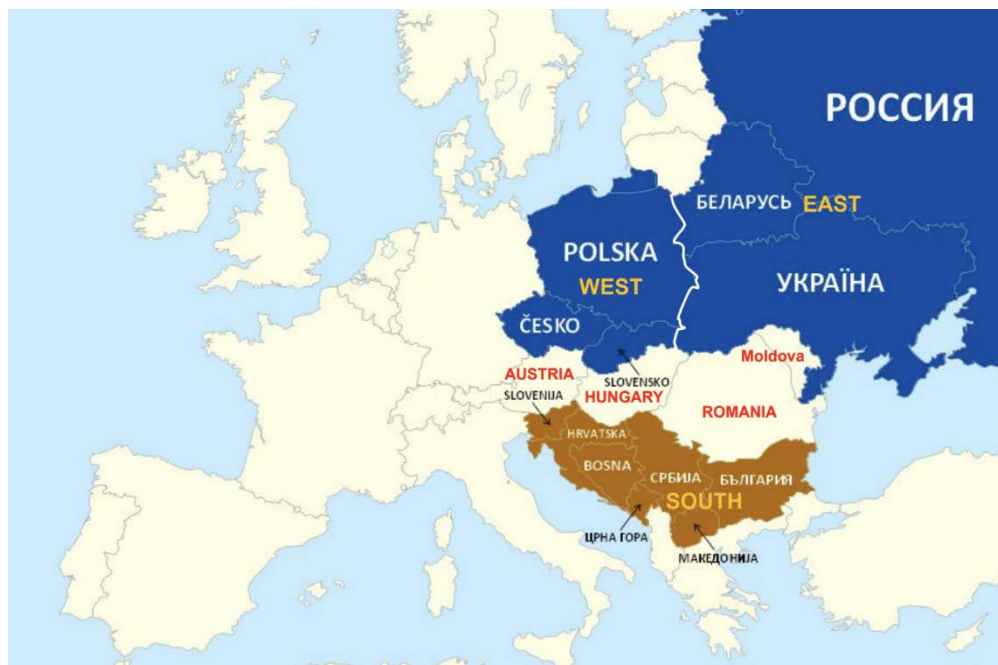 РОССИЯ
БЕЛАРУСЬ
EAST
POLSKA
WEST
УКРАЇНА
ČESKO
Moldova
AUSTRIA
SLOVENSKO
SLOVENIJA
HUNGARY
ROMANIA
HRVATSKA
BOSNA
СРБИЈА
БЪЛГАРИЯ
SOUTH
ЦРНА ГОРА
МАКЕДОНИЈА